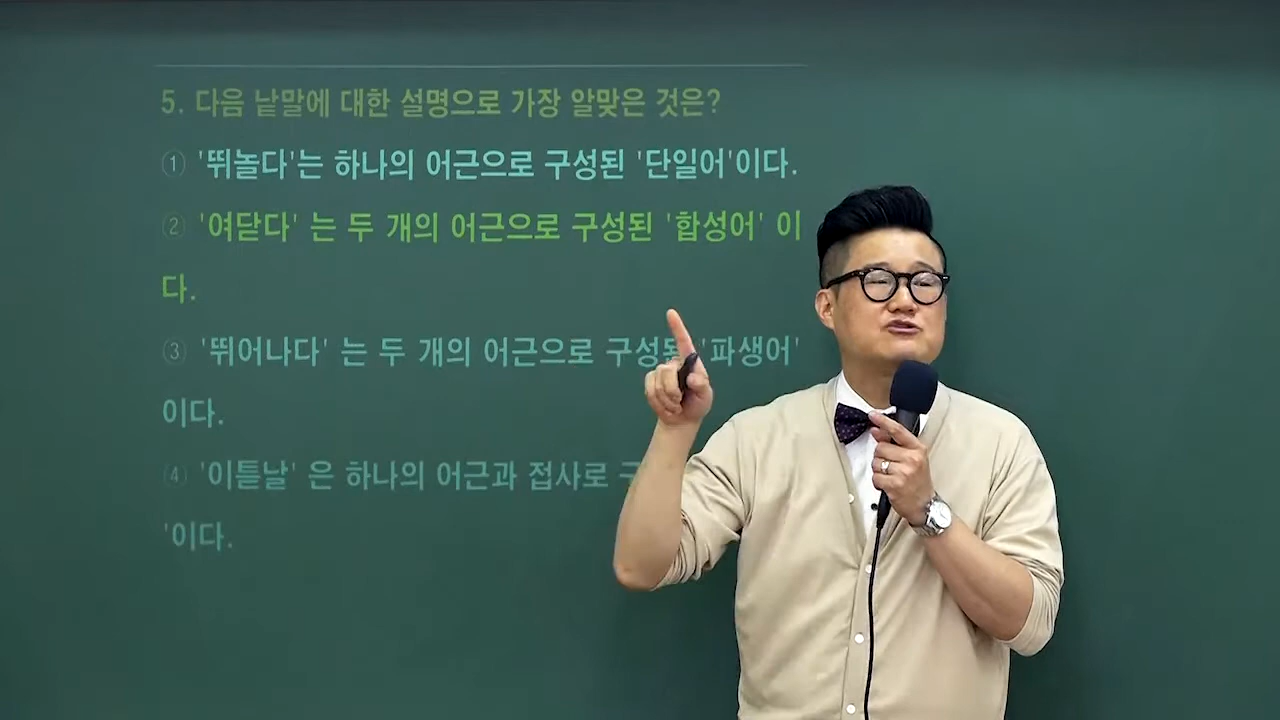 5. 다음 낱말에 대한 설명으로 가장 알맞은 것은?
① '뛰놀다'는 하나의 어근으로 구성된 '단일어'이다.
② '여닫다' 는 두 개의 어근으로 구성된 '합성어' 이
다.
③ '뛰어나다' 는 두 개의 어근으로 구성된 '파생어'
이다.
④ '이튿날' 은 하나의 어근과 접사로
'이다.